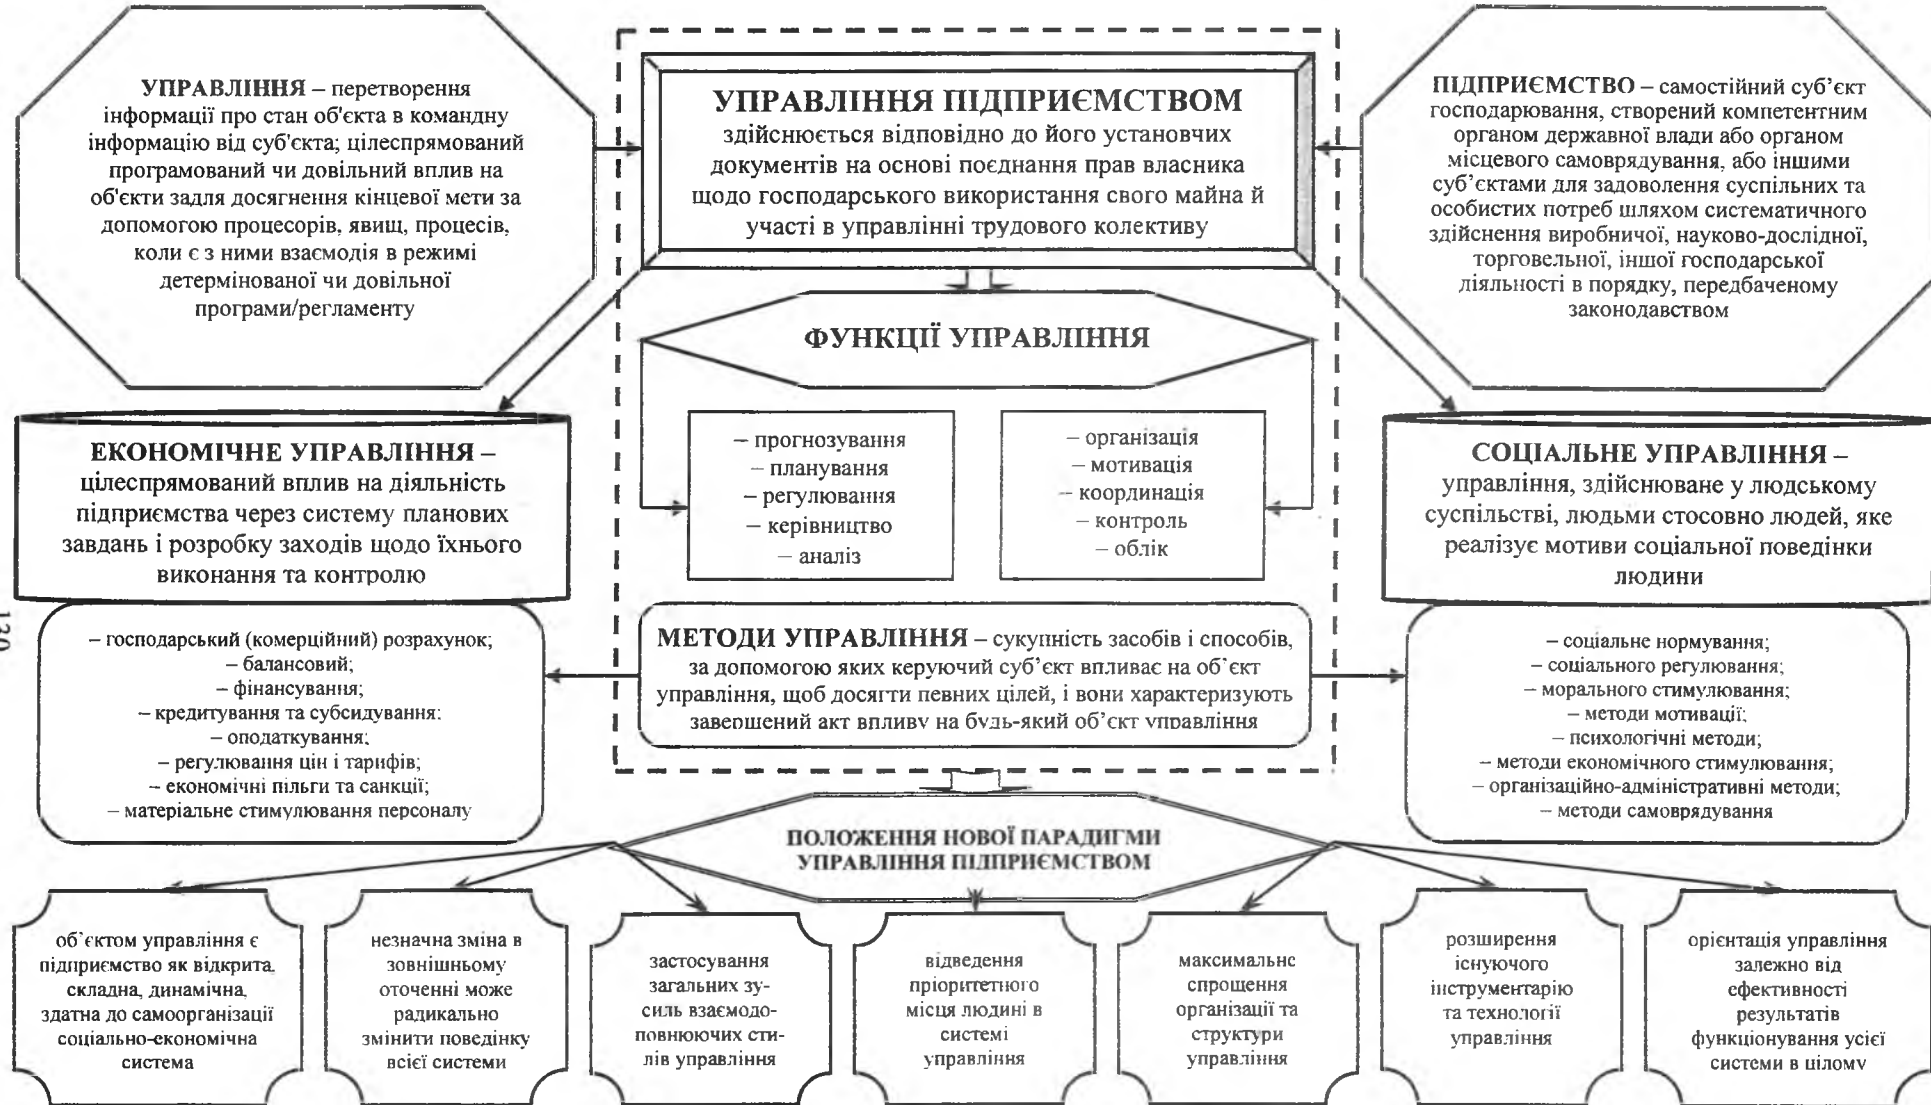 УПРАВЛІННЯ – перетворення
інформації про стан об'єкта в командну
інформацію від суб'єкта; цілеспрямований
програмований чи довільний вплив на
об'єкти задля досягнення кінцевої мети за
допомогою процесорів, явищ, процесів,
коли є з ними взаємодія в режимі
детермінованої чи довільної
програми/регламенту
УПРАВЛІННЯ ПІДПРИЄМСТВОМ
здійснюється відповідно до його установчих
документів на основі поєднання прав власника
щодо господарського використання свого майна й
участі в управлінні трудового колективу
ПІДПРИЄМСТВО – самостійний суб'єкт
господарювання, створений компетентним
органом державної влади або органом
місцевого самоврядування, або іншими
суб'єктами для задоволення суспільних та
особистих потреб шляхом систематичного
здійснення виробничої, науково-дослідної,
торговельної, іншої господарської
діяльності в порядку, передбаченому
законодавством
ФУНКЦІЇ УПРАВЛІННЯ
– прогнозування
– планування
– регулювання
– керівництво
– аналіз
– організація
– мотивація
– координація
– контроль
– облік
ЕКОНОМІЧНЕ УПРАВЛІННЯ –
цілеспрямований вплив на діяльність
підприємства через систему планових
завдань і розробку заходів щодо їхнього
виконання та контролю
СОЦІАЛЬНЕ УПРАВЛІННЯ –
управління, здійснюване у людському
суспільстві, людьми стосовно людей, яке
реалізує мотиви соціальної поведінки
людини
– господарський (комерційний) розрахунок;
– балансовий;
– фінансування;
– кредитування та субсидування;
– оподаткування;
– регулювання цін і тарифів;
– економічні пільги та санкції;
– матеріальне стимулювання персоналу
МЕТОДИ УПРАВЛІННЯ – сукупність засобів і способів,
за допомогою яких керуючий суб'єкт впливає на об'єкт
управління, щоб досягти певних цілей, і вони характеризують
завершений акт впливу на будь-який об'єкт управління
– соціальне нормування;
– соціального регулювання;
– морального стимулювання;
– методи мотивації;
– психологічні методи;
– методи економічного стимулювання;
– організаційно-адміністративні методи;
– методи самоврядування
ПОЛОЖЕННЯ НОВОЇ ПАРАДИГМИ
УПРАВЛІННЯ ПІДПРИЄМСТВОМ
об'єктом управління є
підприємство як відкрита,
складна, динамічна,
здатна до самоорганізації
соціально-економічна
система
незначна зміна в
зовнішньому
оточенні може
радикально
змінити поведінку
всієї системи
застосування
загальних зу-
силь взаємодо-
повнюючих сти-
лів управління
відведення
пріоритетного
місця людині в
системі
управління
максимальне
спрощення
організації та
структури
управління
розширення
існуючого
інструментарію
та технології
управління
орієнтація управління
залежно від
ефективності
результатів
функціонування усієї
системи в цілому